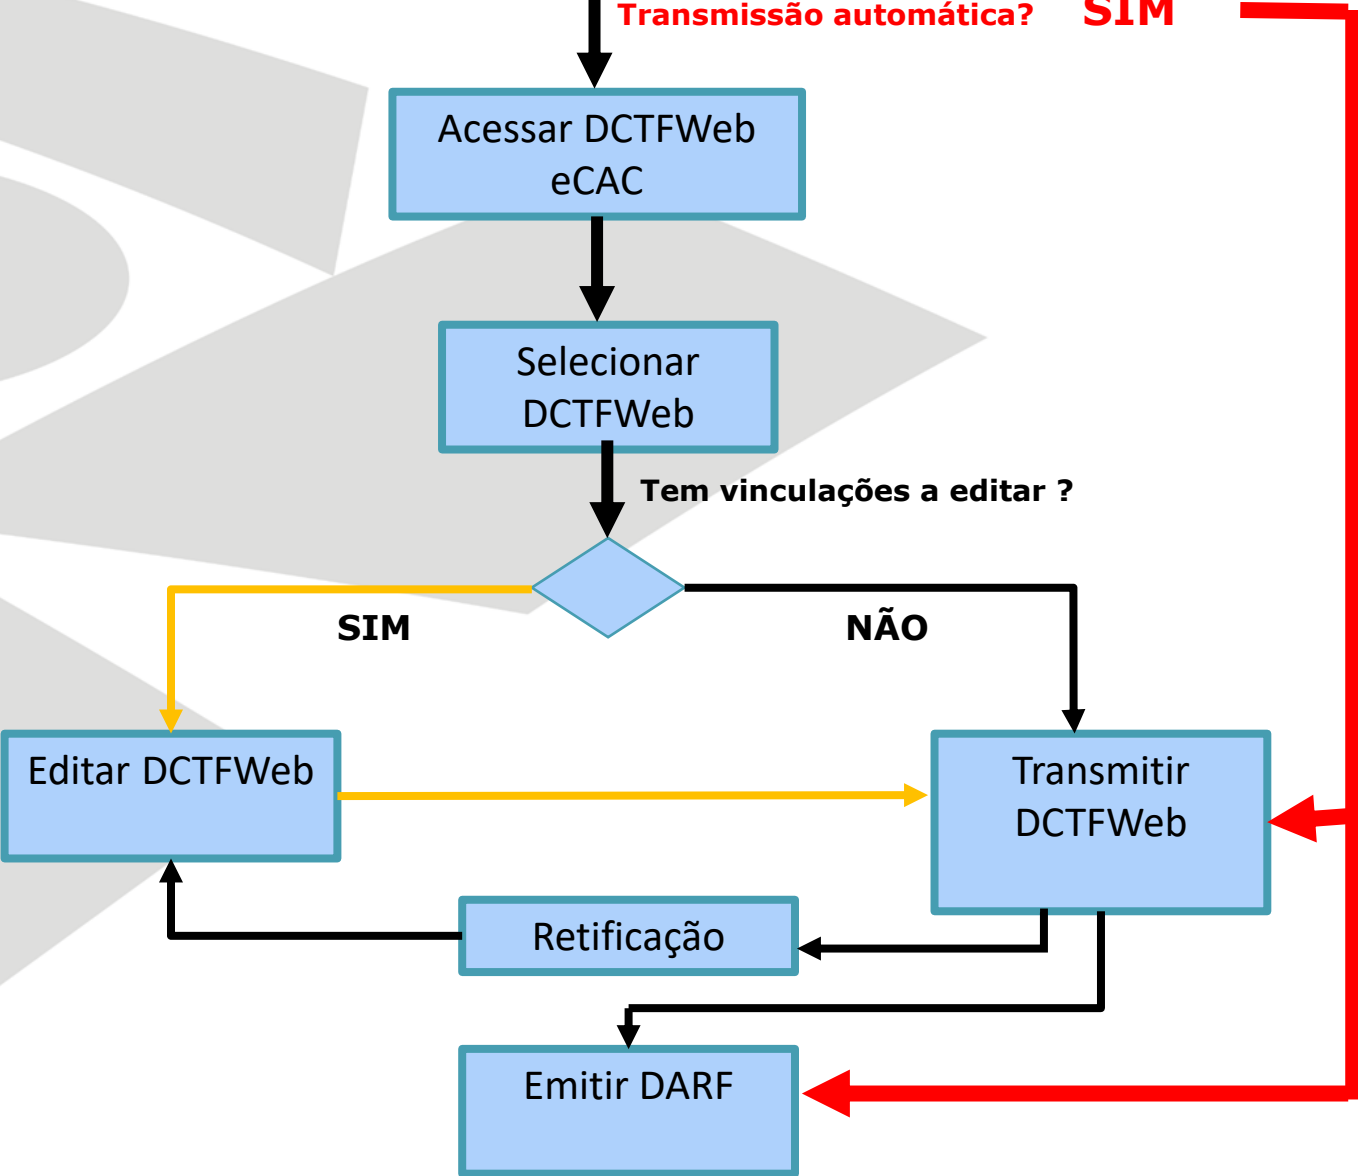 Transmissão automática? SIM
Acessar DCTFWeb
eCAC
Selecionar
DCTFWeb
Tem vinculações a editar ?
SIM
NÃO
Editar DCTFWeb
Transmitir
DCTFWeb
Retificação
Emitir DARF